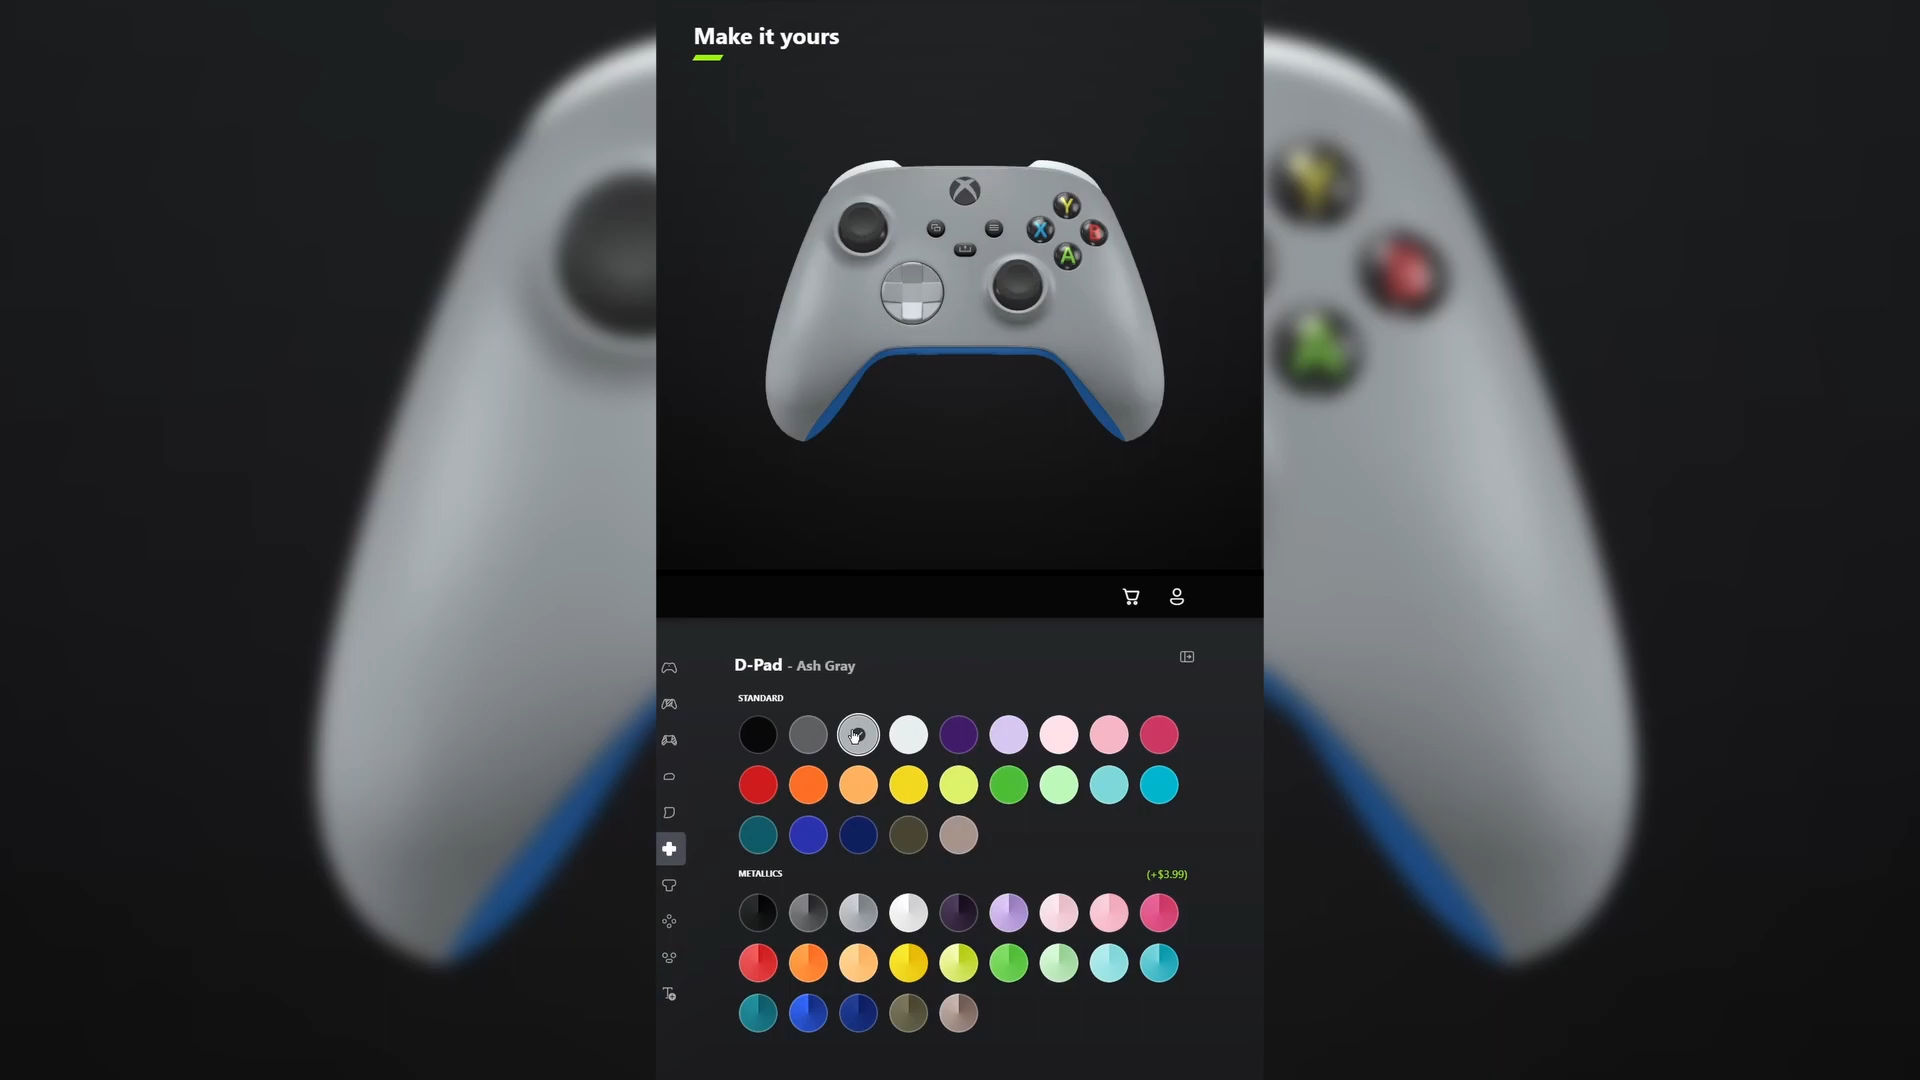 Make it yours
Y
X
B
A
Y
A
D-Pad - Ash Gray
STANDARD
METALLICS (+$3.99)